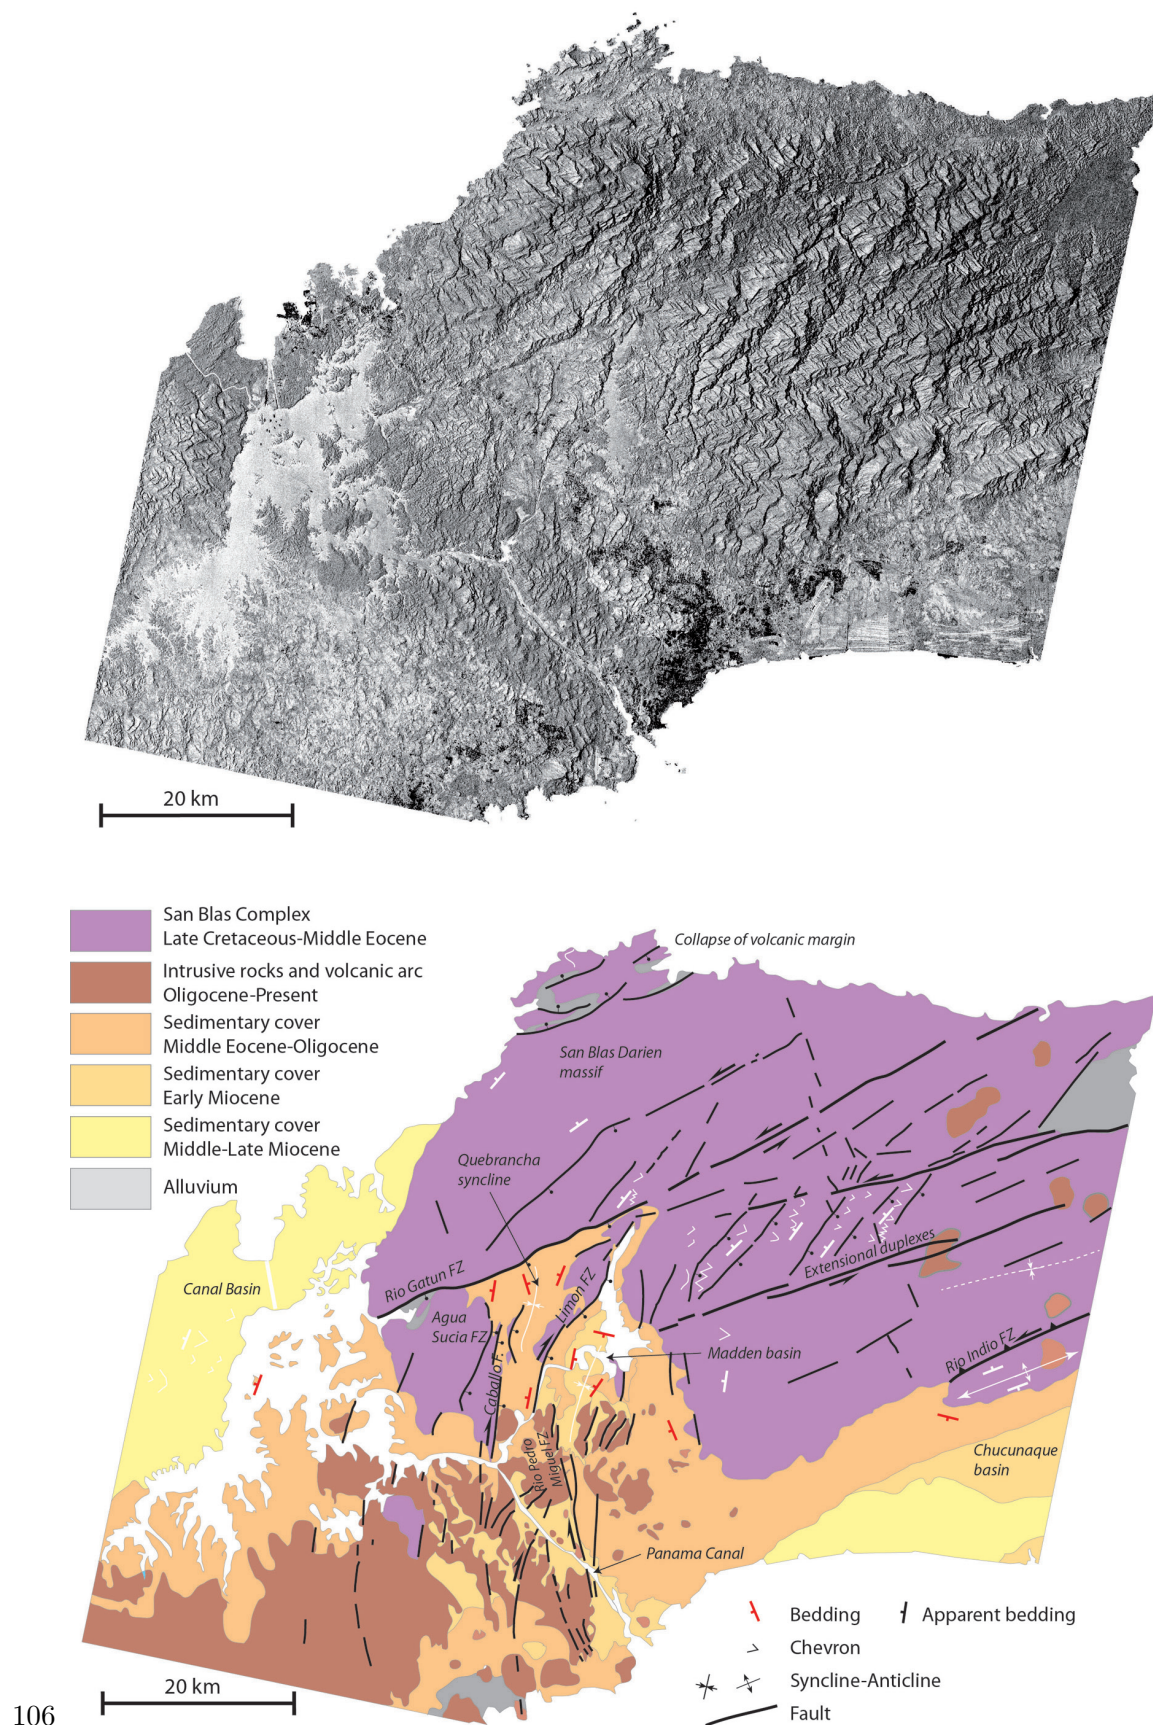 20 km
San Blas Complex
Late Cretaceous-Middle Eocene
Intrusive rocks and volcanic arc
Oligocene-Present
Sedimentary cover
Middle Eocene-Oligocene
Sedimentary cover
Early Miocene
Sedimentary cover
Middle-Late Miocene
Alluvium
Collapse of volcanic margin
San Blas Darien
massif
Quebrancha
syncline
Canal Basin
Rio Gatun FZ
Agua
Sucia FZ
Caballo F.
Limon FZ
Extensional duplexes
Madden basin
Rio Indio FZ
Rio Pedro
Miguel FZ
Chucunaque
basin
Panama Canal
Bedding
Apparent bedding
Chevron
Syncline-Anticline
Fault
20 km
106